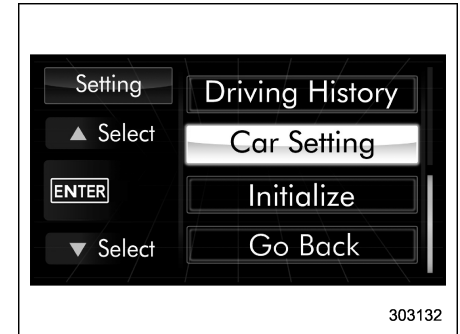 Setting
▲ Select
ENTER
▼ Select
Driving History
Car Setting
Initialize
Go Back
303132